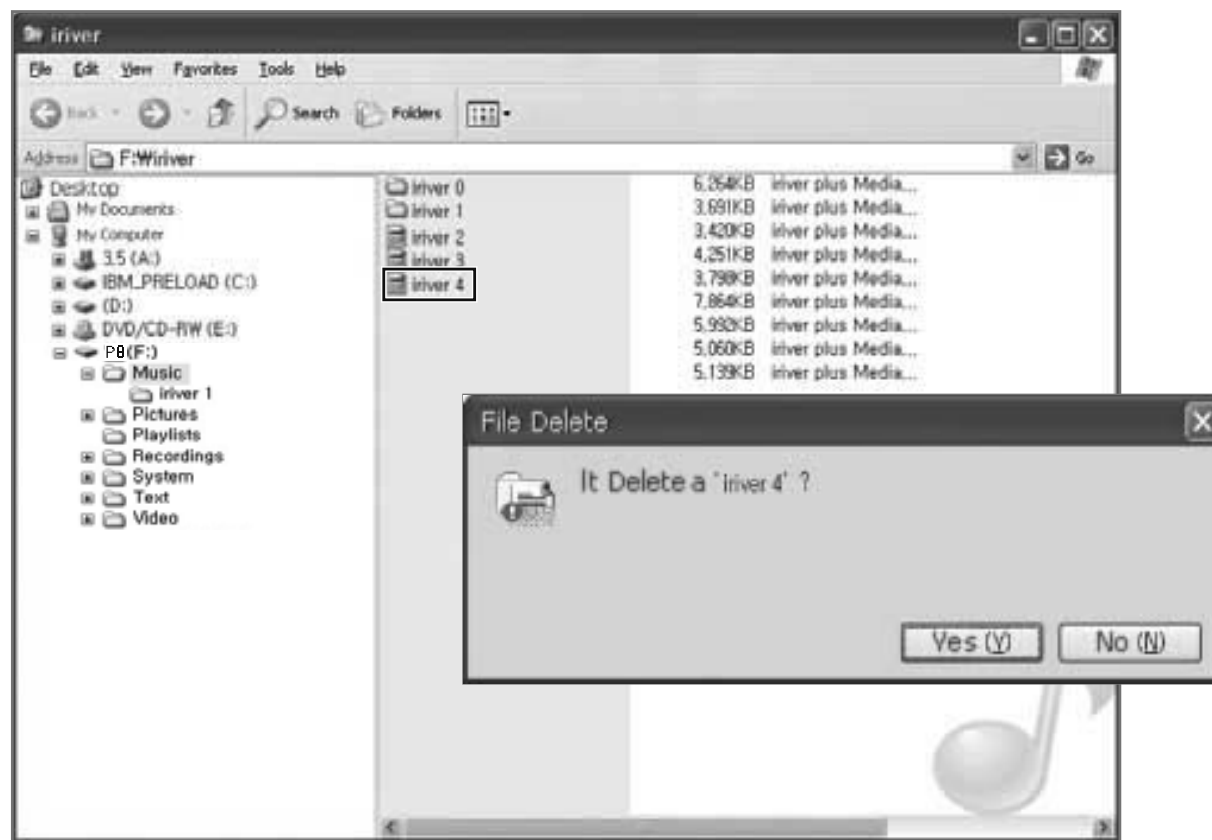 iriver
File Edit View Favorites Tools Help
Back Search Folders
Address F:₩iriver Go
Desktop
My Documents
My Computer
3.5 (A:)
IBM_PRELOAD (C:)
(D:)
DVD/CD-RW (E:)
P8(F:)
Music
iriver 1
Pictures
Playlists
Recordings
System
Text
Video
iriver 0
iriver 1
iriver 2
iriver 3
iriver 4
6,264KB iriver plus Media...
3,691KB iriver plus Media...
3,420KB iriver plus Media...
4,251KB iriver plus Media...
3,798KB iriver plus Media...
7,864KB iriver plus Media...
5,992KB iriver plus Media...
5,060KB iriver plus Media...
5,139KB iriver plus Media...
File Delete
It Delete a 'iriver 4' ?
Yes (Y) No (N)